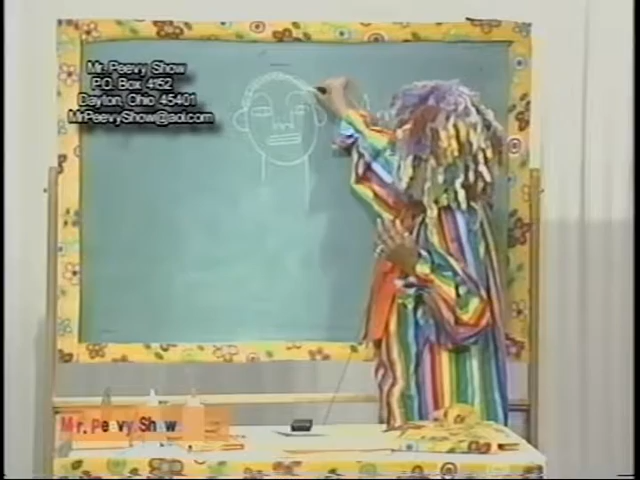 Mr. Peevy Show
P.O. Box 4152
Dayton, Ohio 45401
MrPeevyShow@aol.com
Mr. Peevy Show